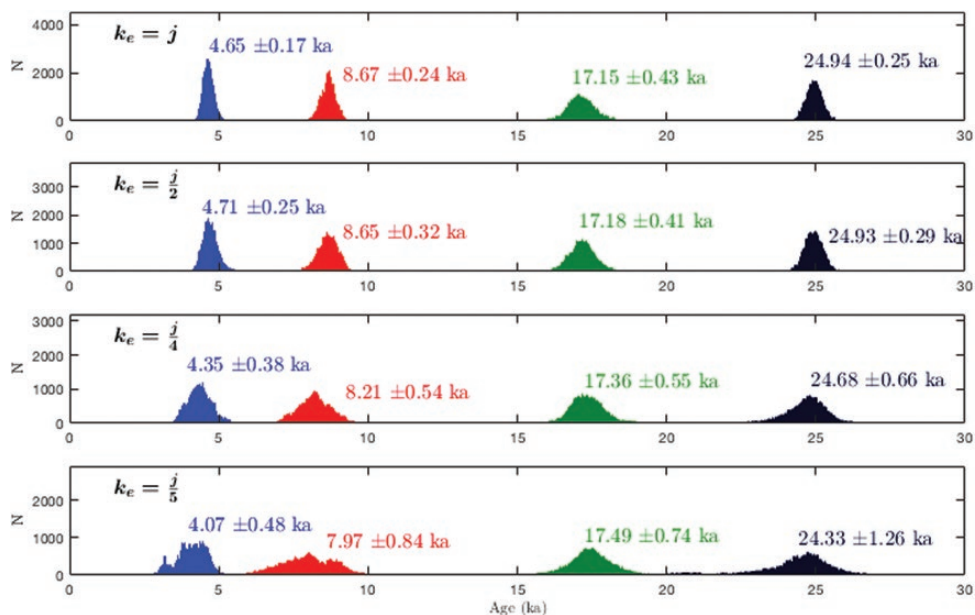 4000
k_e = j
4.65 ±0.17 ka
8.67 ±0.24 ka
17.15 ±0.43 ka
24.94 ±0.25 ka
N
2000
0
0 5 10 15 20 25 30
3000
k_e = j/2
4.71 ±0.25 ka
8.65 ±0.32 ka
17.18 ±0.41 ka
24.93 ±0.29 ka
N
2000
1000
0
0 5 10 15 20 25 30
3000
k_e = j/4
4.35 ±0.38 ka
8.21 ±0.54 ka
17.36 ±0.55 ka
24.68 ±0.66 ka
N
2000
1000
0
0 5 10 15 20 25 30
k_e = j/5
4.07 ±0.48 ka
7.97 ±0.84 ka
17.49 ±0.74 ka
24.33 ±1.26 ka
N
2000
1000
0
0 5 10 15 20 25 30
Age (ka)